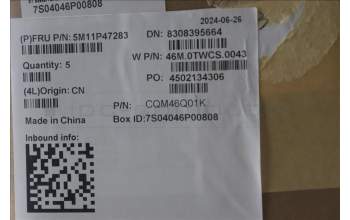 7S04046P00808
2024-06-26
(P)FRU P/N: 5M11P47283 DN: 8308395664
W P/N: 46M.0TWCS.0043
Quantity: 5
PO: 4502134306
(4L)Origin: CN
P/N: CQM46Q01K
Made in China Box ID:7S04046P00808
Inbound info: